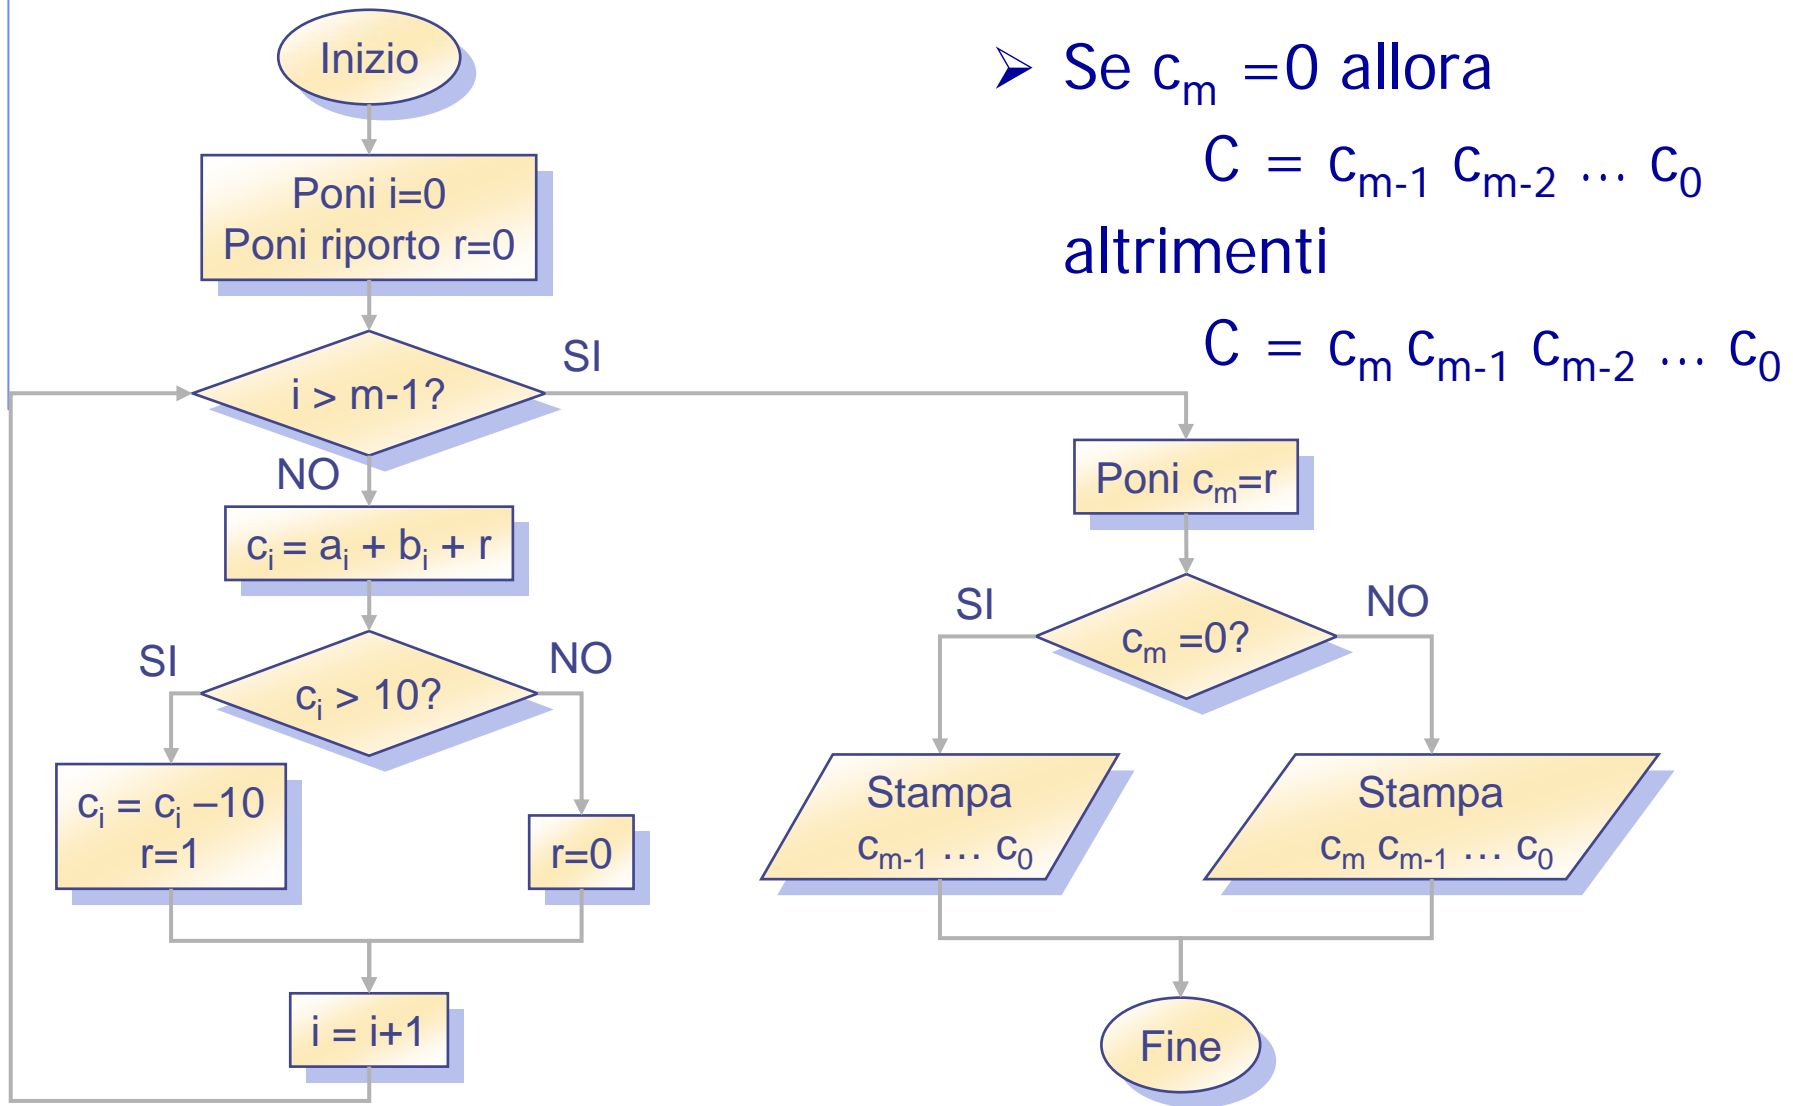 Inizio
Poni i=0
Poni riporto r=0
i > m-1?
SI
NO
cᵢ = aᵢ + bᵢ + r
cᵢ > 10?
SI
NO
cᵢ = cᵢ –10
r=1
r=0
i = i+1
➢ Se cₘ =0 allora
C = cₘ₋₁ cₘ₋₂ … c₀
altrimenti
C = cₘ cₘ₋₁ cₘ₋₂ … c₀
Poni cₘ=r
cₘ =0?
SI
NO
Stampa
cₘ₋₁ … c₀
Stampa
cₘ cₘ₋₁ … c₀
Fine